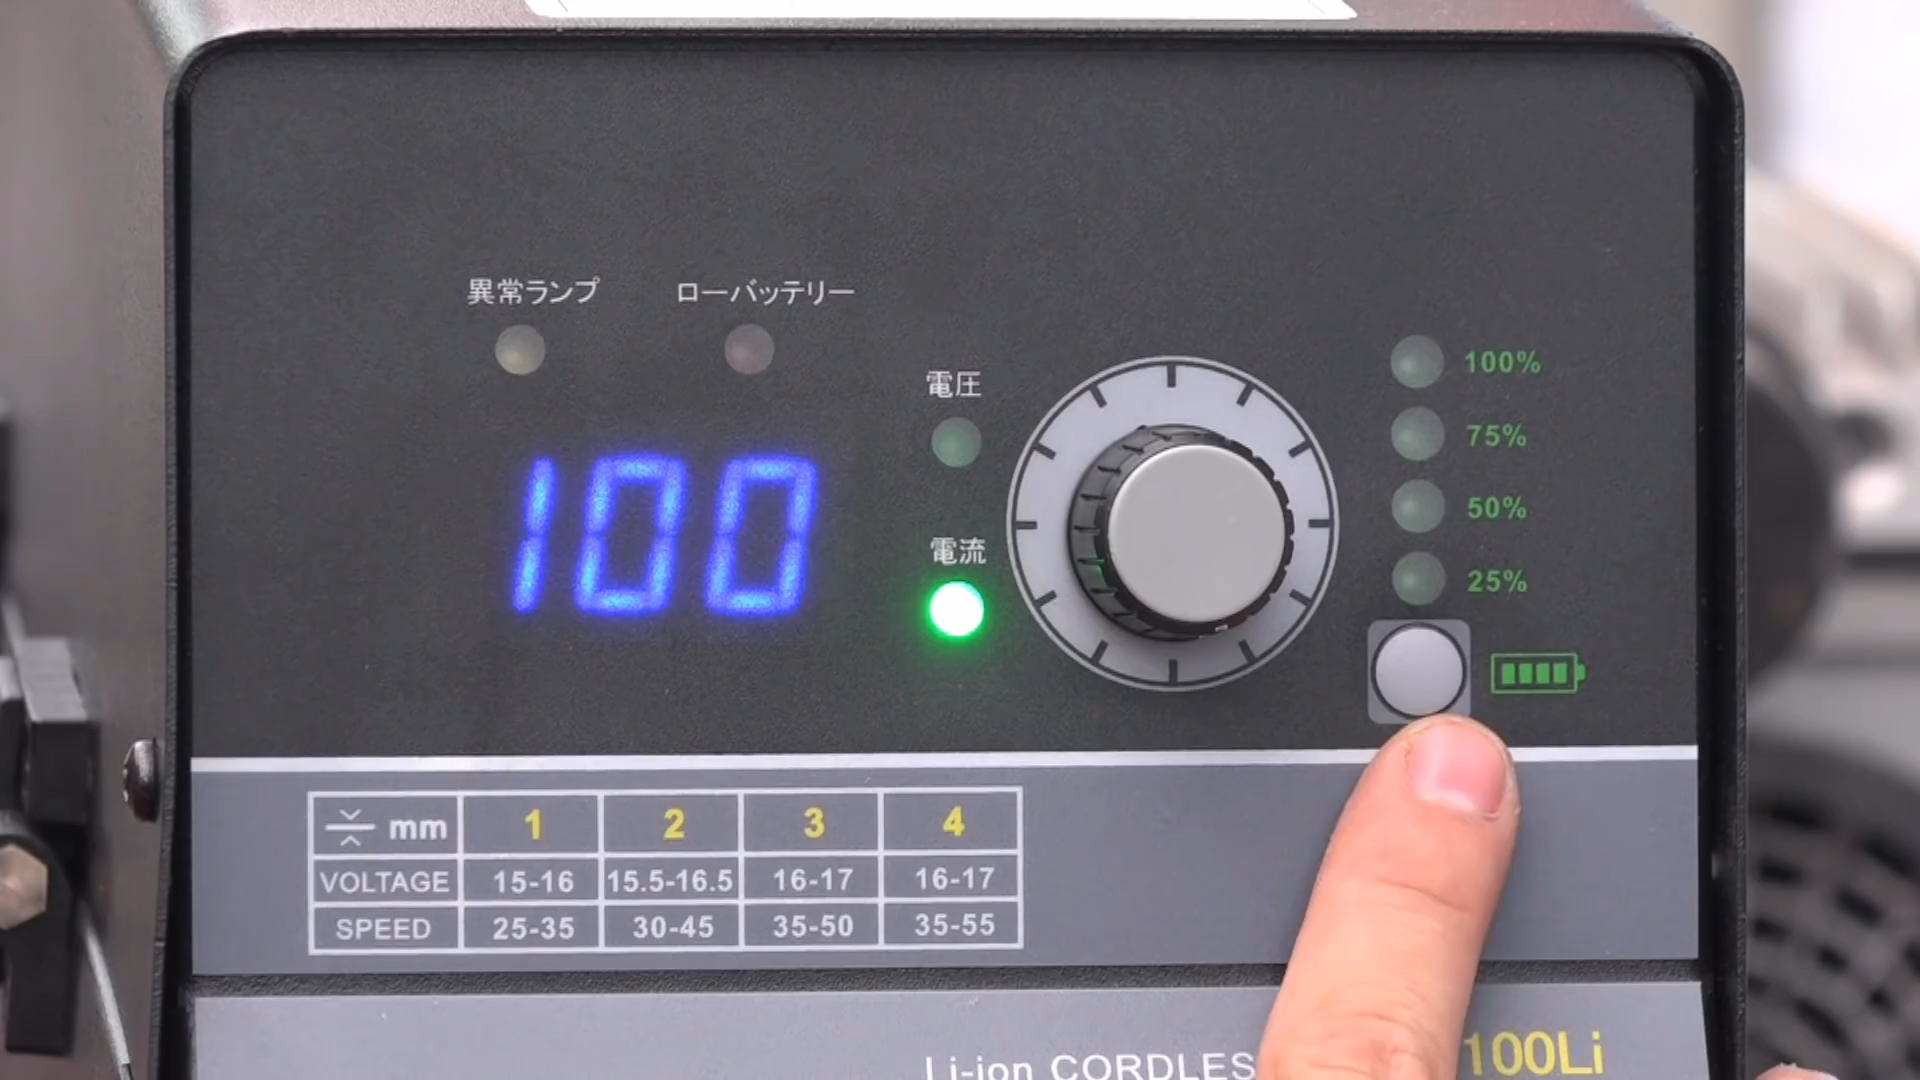 異常ランプ ローバッテリー
電圧
100
電流
100%
75%
50%
25%
mm 1 2 3 4
VOLTAGE 15-16 15.5-16.5 16-17 16-17
SPEED 25-35 30-45 35-50 35-55
Li-ion CORDLES 100Li